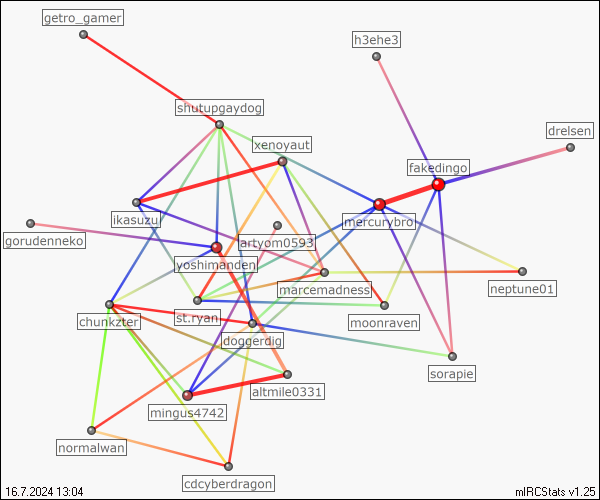 getro_gamer
h3ehe3
shutupgaydog
drelsen
xenoyaut
fakedingo
ikasuzu
mercurybro
gorudenneko
artyom0593
yoshimanden
marcemadness
neptune01
chunkzter
st.ryan
moonraven
doggerdig
sorapie
altmile0331
mingus4742
normalwan
cdcyberdragon
16.7.2024 13:04
mIRCStats v1.25